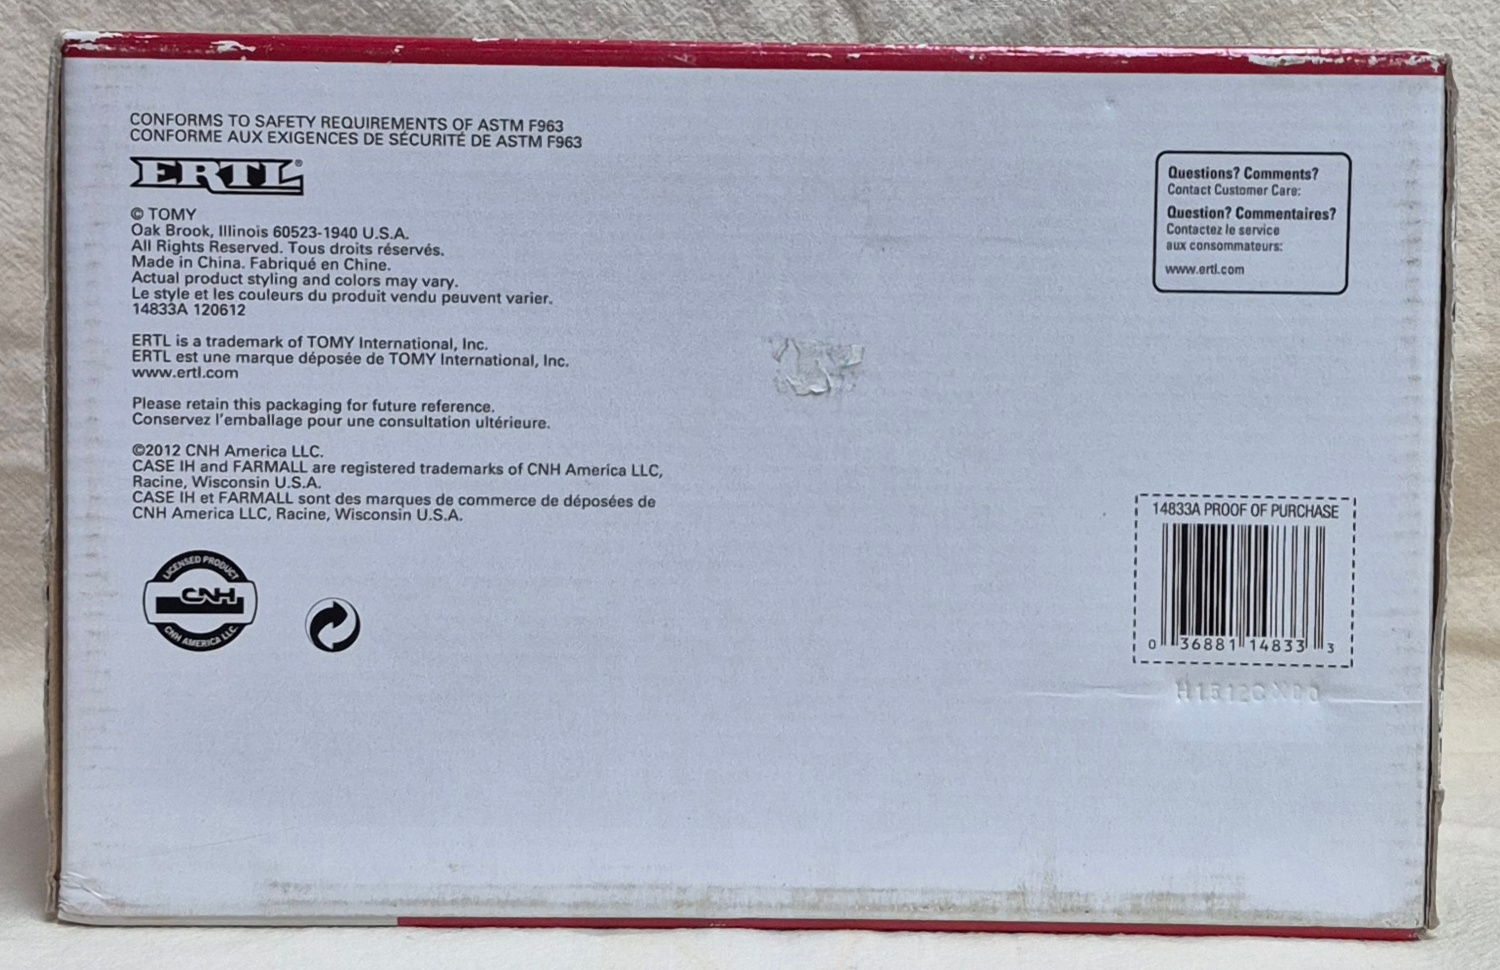 CONFORMS TO SAFETY REQUIREMENTS OF ASTM F963
CONFORME AUX EXIGENCES DE SÉCURITÉ DE ASTM F963
ERTL®
© TOMY
Oak Brook, Illinois 60523-1940 U.S.A.
All Rights Reserved. Tous droits réservés.
Made in China. Fabriqué en Chine.
Actual product styling and colors may vary.
Le style et les couleurs du produit vendu peuvent varier.
14833A 120612
ERTL is a trademark of TOMY International, Inc.
ERTL est une marque déposée de TOMY International, Inc.
www.ertl.com
Please retain this packaging for future reference.
Conservez l'emballage pour une consultation ultérieure.
©2012 CNH America LLC.
CASE IH and FARMALL are registered trademarks of CNH America LLC,
Racine, Wisconsin U.S.A.
CASE IH et FARMALL sont des marques de commerce de déposées de
CNH America LLC, Racine, Wisconsin U.S.A.
LICENSED PRODUCT
CNH
CNH AMERICA LLC.
Questions? Comments?
Contact Customer Care:
Question? Commentaires?
Contactez le service
aux consommateurs:
www.ertl.com
14833A PROOF OF PURCHASE
0 36881 14833 3